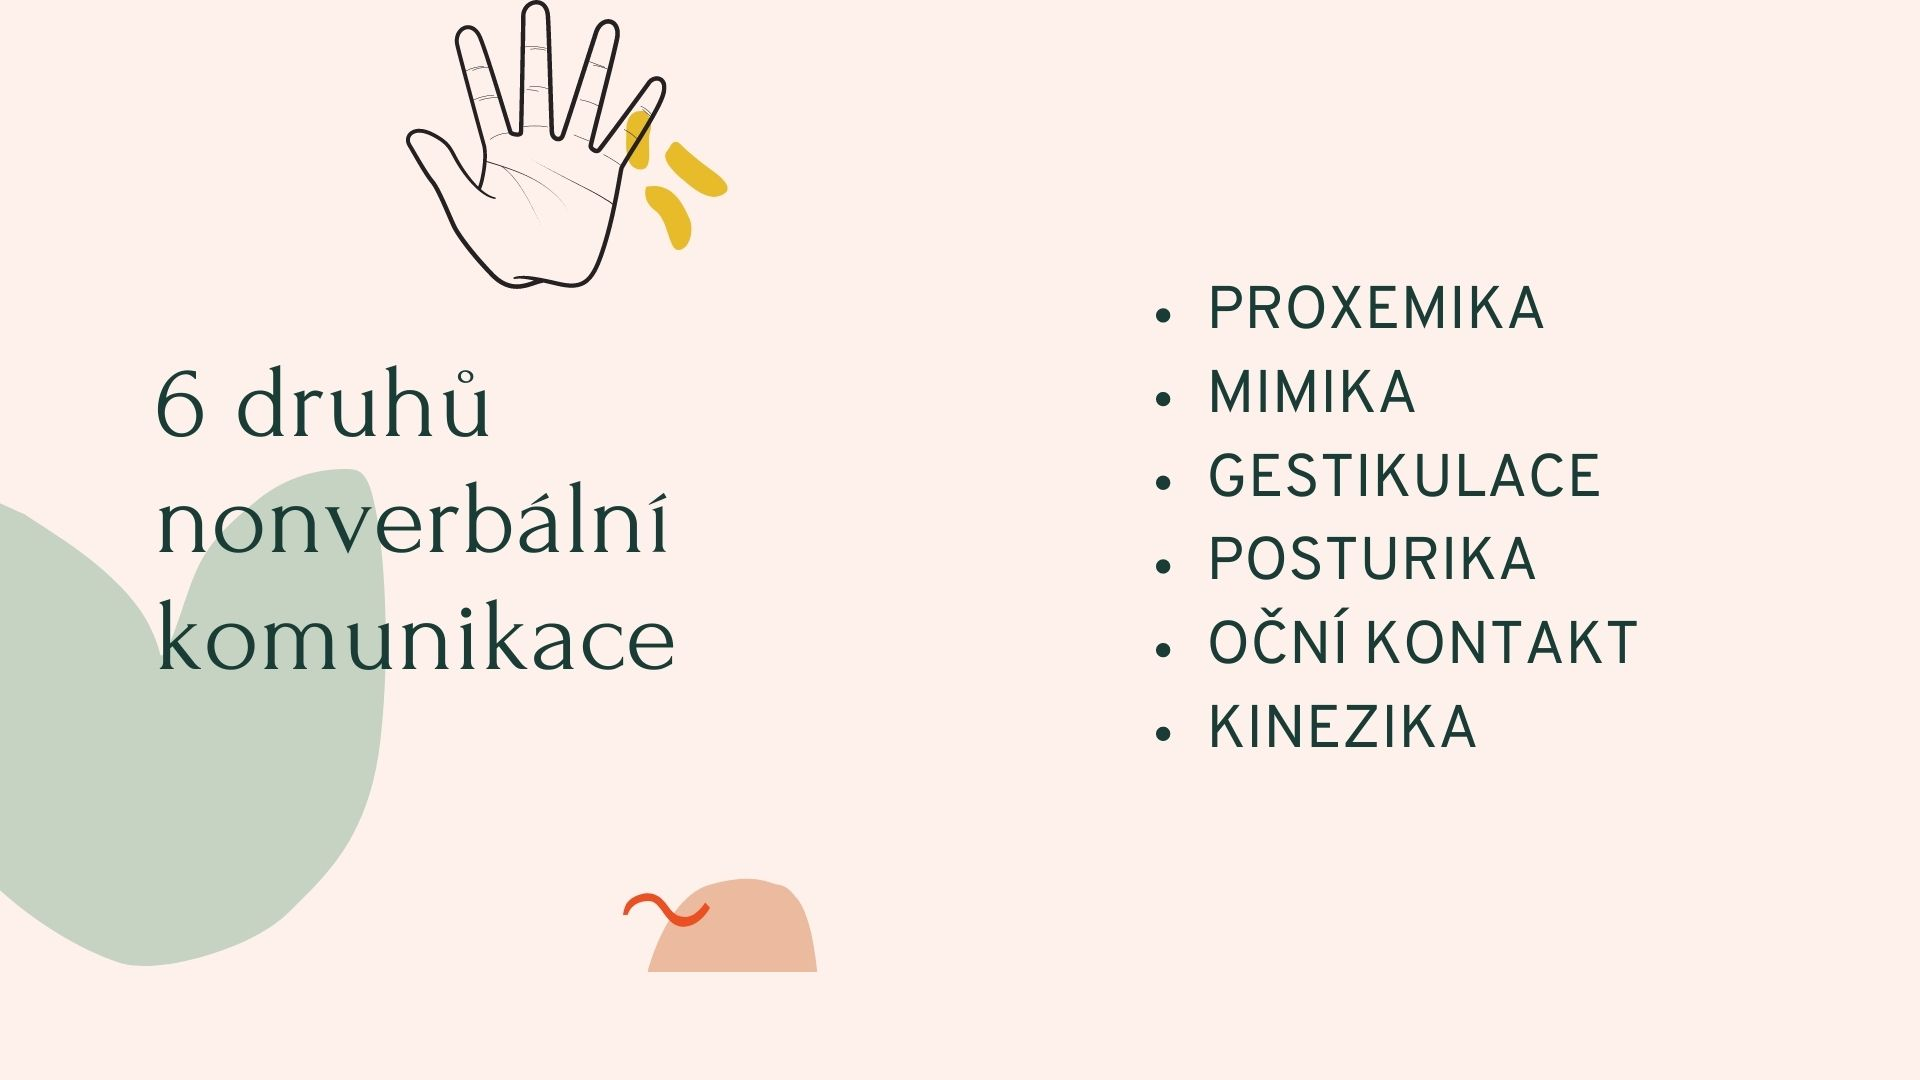 6 druhů
nonverbální
komunikace
• PROXEMIKA
• MIMIKA
• GESTIKULACE
• POSTURIKA
• OČNÍ KONTAKT
• KINEZIKA